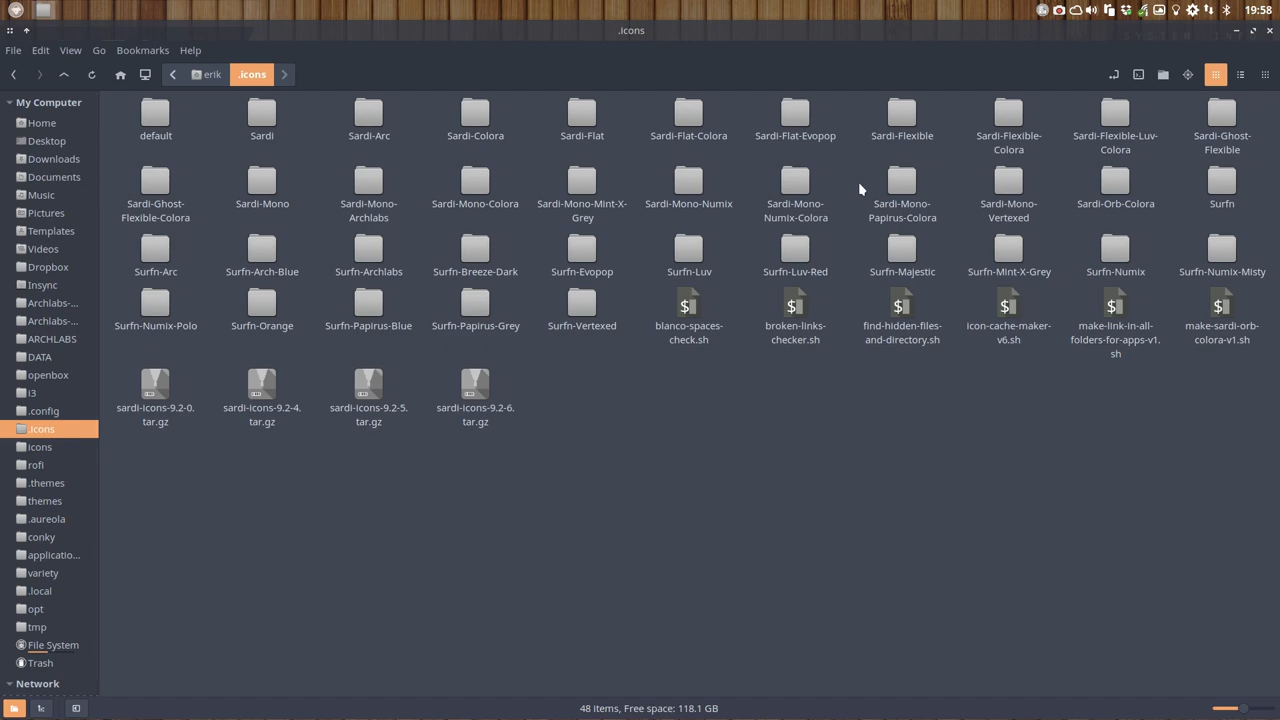 19:58
.icons
File Edit View Go Bookmarks Help
erik .icons
My Computer
Home
Desktop
Downloads
Documents
Music
Pictures
Templates
Videos
Dropbox
Insync
Archlabs-...
Archlabs-...
ARCHLABS
DATA
openbox
i3
.config
.icons
icons
rofi
.themes
themes
.aureola
conky
applicatio...
variety
.local
opt
tmp
File System
Trash
Network
default
Sardi
Sardi-Arc
Sardi-Colora
Sardi-Flat
Sardi-Flat-Colora
Sardi-Flat-Evopop
Sardi-Flexible
Sardi-Flexible-
Colora
Sardi-Flexible-Luv-
Colora
Sardi-Ghost-
Flexible
Sardi-Ghost-
Flexible-Colora
Sardi-Mono
Sardi-Mono-
Archlabs
Sardi-Mono-Colora
Sardi-Mono-Mint-X-
Grey
Sardi-Mono-Numix
Sardi-Mono-
Numix-Colora
Sardi-Mono-
Papirus-Colora
Sardi-Mono-
Vertexed
Sardi-Orb-Colora
Surfn
Surfn-Arc
Surfn-Arch-Blue
Surfn-Archlabs
Surfn-Breeze-Dark
Surfn-Evopop
Surfn-Luv
Surfn-Luv-Red
Surfn-Majestic
Surfn-Mint-X-Grey
Surfn-Numix
Surfn-Numix-Misty
Surfn-Numix-Polo
Surfn-Orange
Surfn-Papirus-Blue
Surfn-Papirus-Grey
Surfn-Vertexed
blanco-spaces-
check.sh
broken-links-
checker.sh
find-hidden-files-
and-directory.sh
icon-cache-maker-
v6.sh
make-link-in-all-
folders-for-apps-v1.
sh
make-sardi-orb-
colora-v1.sh
sardi-icons-9.2-0.
tar.gz
sardi-icons-9.2-4.
tar.gz
sardi-icons-9.2-5.
tar.gz
sardi-icons-9.2-6.
tar.gz
48 items, Free space: 118.1 GB